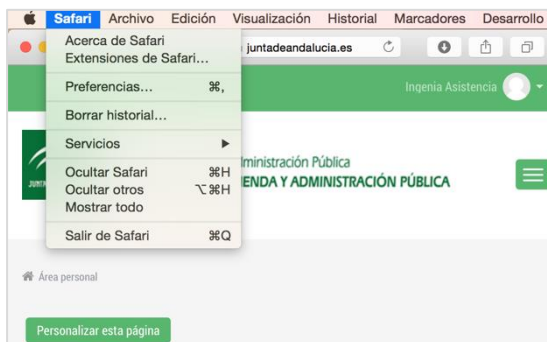 Safari Archivo Edición Visualización Historial Marcadores Desarrollo
Acerca de Safari
Extensiones de Safari...
juntadeandalucia.es
Preferencias... ⌘,
Ingenia Asistencia
Borrar historial...
Servicios
Ocultar Safari ⌘H
Ocultar otros ⌥⌘H
Mostrar todo
Salir de Safari ⌘Q
ministración Pública
IENDA Y ADMINISTRACIÓN PÚBLICA
Área personal
Personalizar esta página